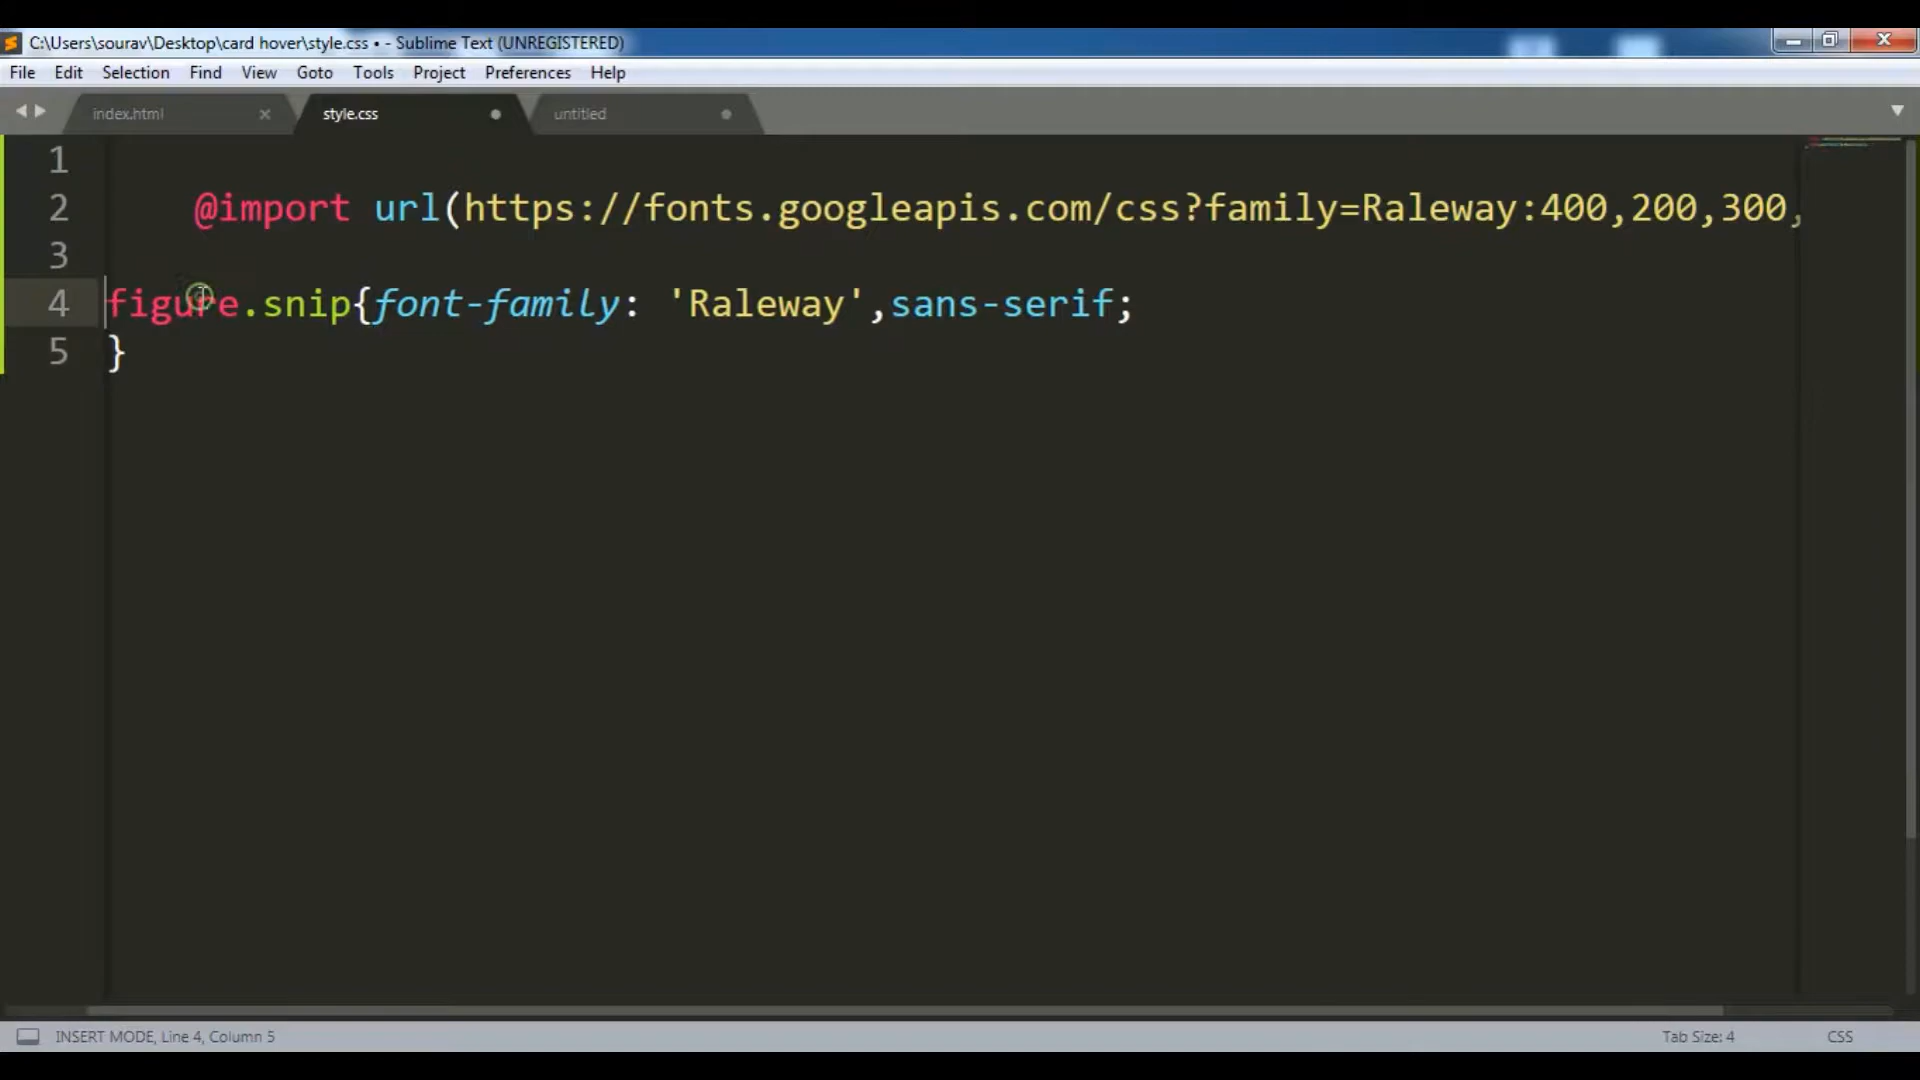 C:\Users\sourav\Desktop\card hover\style.css • - Sublime Text (UNREGISTERED)
File Edit Selection Find View Goto Tools Project Preferences Help
index.html style.css untitled
1
2 @import url(https://fonts.googleapis.com/css?family=Raleway:400,200,300,
3
4 figure.snip{font-family: 'Raleway',sans-serif;
5 }
INSERT MODE, Line 4, Column 5 Tab Size: 4 CSS